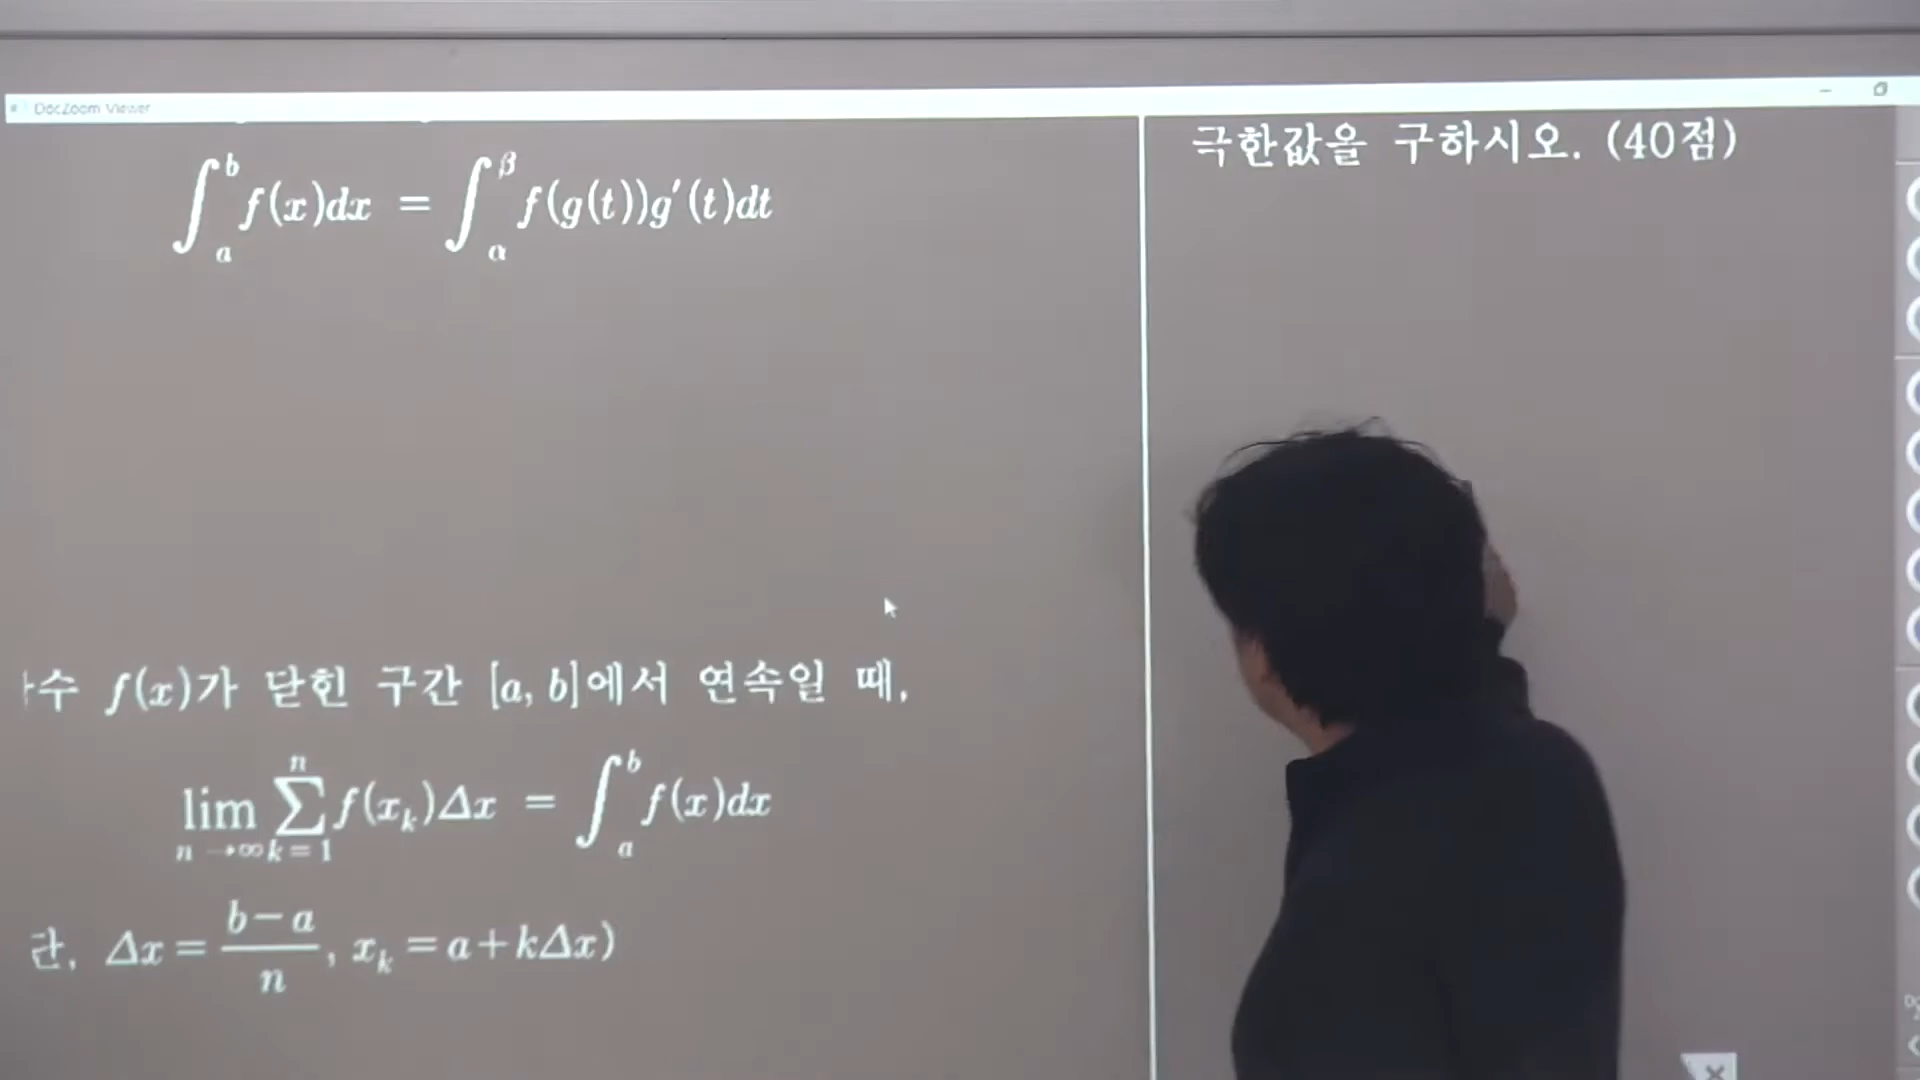 DocZoom Viewer
∫_a^b f(x)dx = ∫_α^β f(g(t))g′(t)dt
수 f(x)가 닫힌 구간 [a, b]에서 연속일 때,
lim_{n→∞} ∑_{k=1}^n f(x_k)Δx = ∫_a^b f(x)dx
단, Δx = (b−a)/n, x_k = a+kΔx)
극한값을 구하시오. (40점)